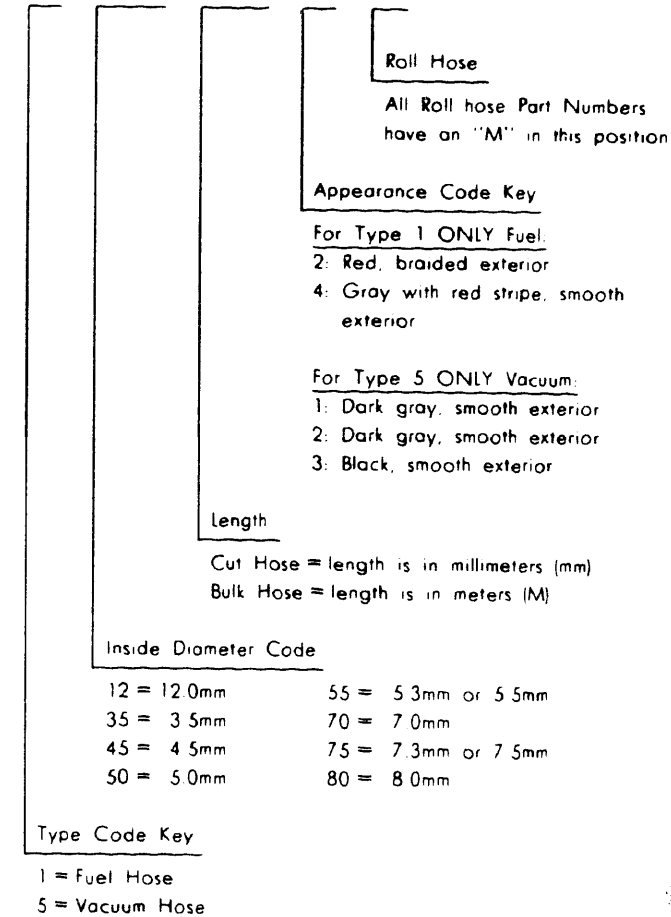 Roll Hose
All Roll hose Part Numbers
have an "M" in this position
Appearance Code Key
For Type 1 ONLY Fuel:
2: Red, braided exterior
4: Gray with red stripe, smooth
exterior
For Type 5 ONLY Vacuum:
1: Dark gray, smooth exterior
2: Dark gray, smooth exterior
3: Black, smooth exterior
Length
Cut Hose = length is in millimeters (mm)
Bulk Hose = length is in meters (M)
Inside Diameter Code
12 = 12.0mm 55 = 5.3mm or 5.5mm
35 = 3.5mm 70 = 7.0mm
45 = 4.5mm 75 = 7.3mm or 7.5mm
50 = 5.0mm 80 = 8.0mm
Type Code Key
1 = Fuel Hose
5 = Vacuum Hose